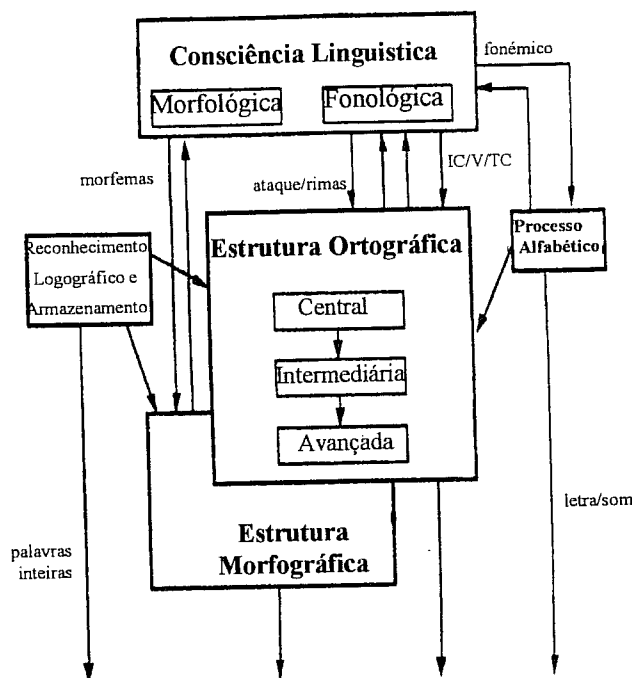 Consciência Linguistica
fonémico
Morfológica
Fonológica
morfemas
ataque/rimas
IC/V/TC
Reconhecimento
Logográfico e
Armazenamento
Estrutura Ortográfica
Processo
Alfabético
Central
Intermediária
Avançada
letra/som
palavras
inteiras
Estrutura
Morfográfica